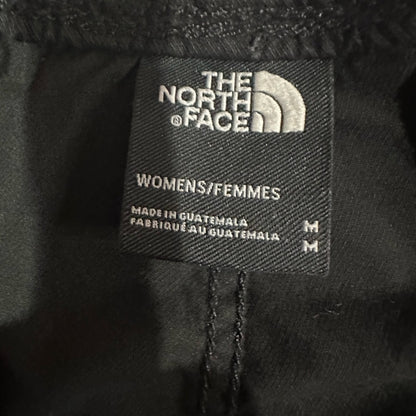 THE
NORTH
®FACE
WOMENS/FEMMES
MADE IN GUATEMALA M
FABRIQUÉ AU GUATEMALA M